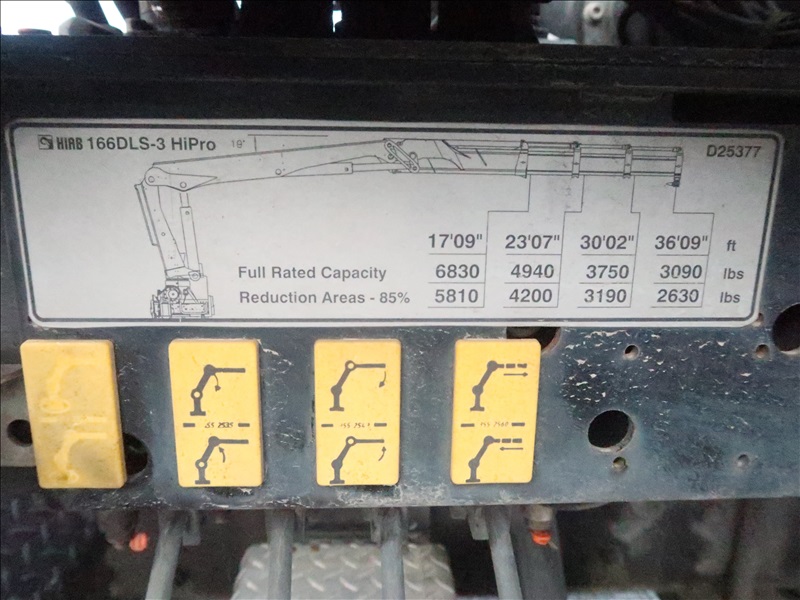 HIAB 166DLS-3 HiPro
D25377
17'09" 23'07" 30'02" 36'09" ft
Full Rated Capacity 6830 4940 3750 3090 lbs
Reduction Areas - 85% 5810 4200 3190 2630 lbs